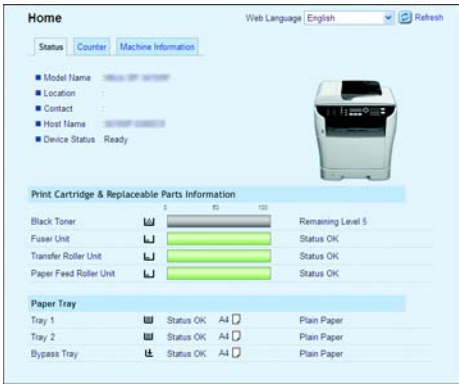 Home Web Language English Refresh
Status Counter Machine Information
Model Name :
Location :
Contact :
Host Name :
Device Status Ready
Print Cartridge & Replaceable Parts Information
0 50 100
Black Toner Remaining Level 5
Fuser Unit Status OK
Transfer Roller Unit Status OK
Paper Feed Roller Unit Status OK
Paper Tray
Tray 1 Status OK A4 Plain Paper
Tray 2 Status OK A4 Plain Paper
Bypass Tray Status OK A4 Plain Paper